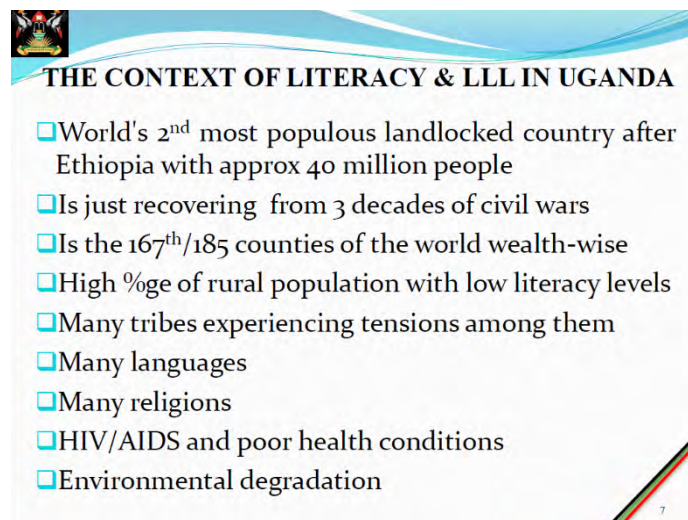 THE CONTEXT OF LITERACY & LLL IN UGANDA
❑World's 2nd most populous landlocked country after
Ethiopia with approx 40 million people
❑Is just recovering from 3 decades of civil wars
❑Is the 167th/185 counties of the world wealth-wise
❑High %ge of rural population with low literacy levels
❑Many tribes experiencing tensions among them
❑Many languages
❑Many religions
❑HIV/AIDS and poor health conditions
❑Environmental degradation
7